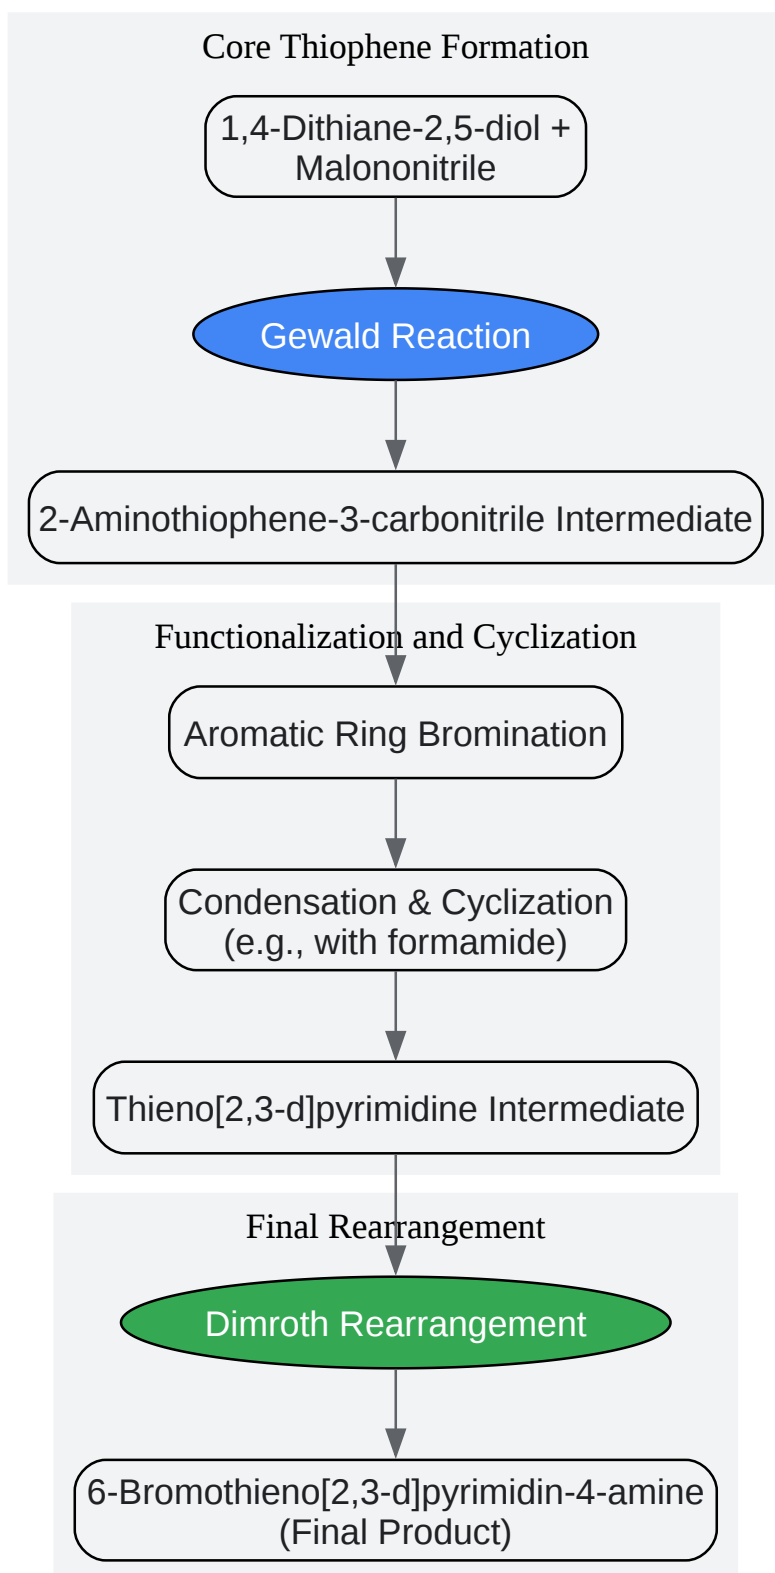 Core Thiophene Formation
1,4-Dithiane-2,5-diol +
Malononitrile
Gewald Reaction
2-Aminothiophene-3-carbonitrile Intermediate
Functionalization and Cyclization
Aromatic Ring Bromination
Condensation & Cyclization
(e.g., with formamide)
Thieno[2,3-d]pyrimidine Intermediate
Final Rearrangement
Dimroth Rearrangement
6-Bromothieno[2,3-d]pyrimidin-4-amine
(Final Product)